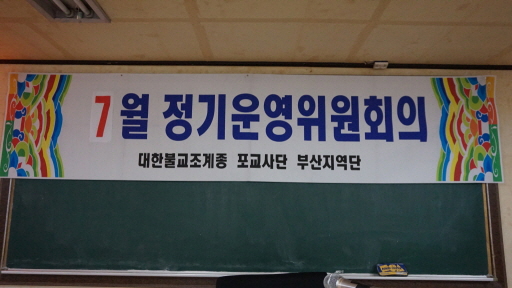 7월 정기운영위원회의
대한불교조계종 포교사단 부산지역단